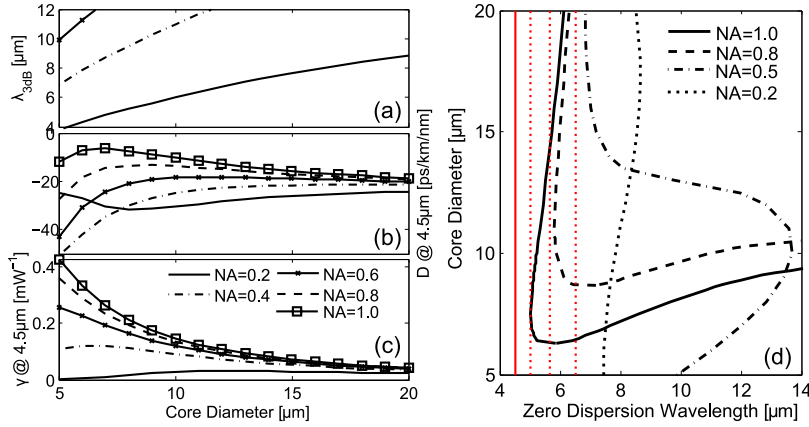 12
10
8
6
4
λ3dB [μm]
(a)
0
−20
−40
D @ 4.5μm [ps/km/nm]
(b)
0.4
0.2
0
γ @ 4.5μm [mW⁻¹]
NA=0.2
NA=0.4
NA=0.6
NA=0.8
NA=1.0
(c)
5 10 15 20
Core Diameter [μm]
20
15
10
5
Core Diameter [μm]
NA=1.0
NA=0.8
NA=0.5
NA=0.2
(d)
4 6 8 10 12 14
Zero Dispersion Wavelength [μm]